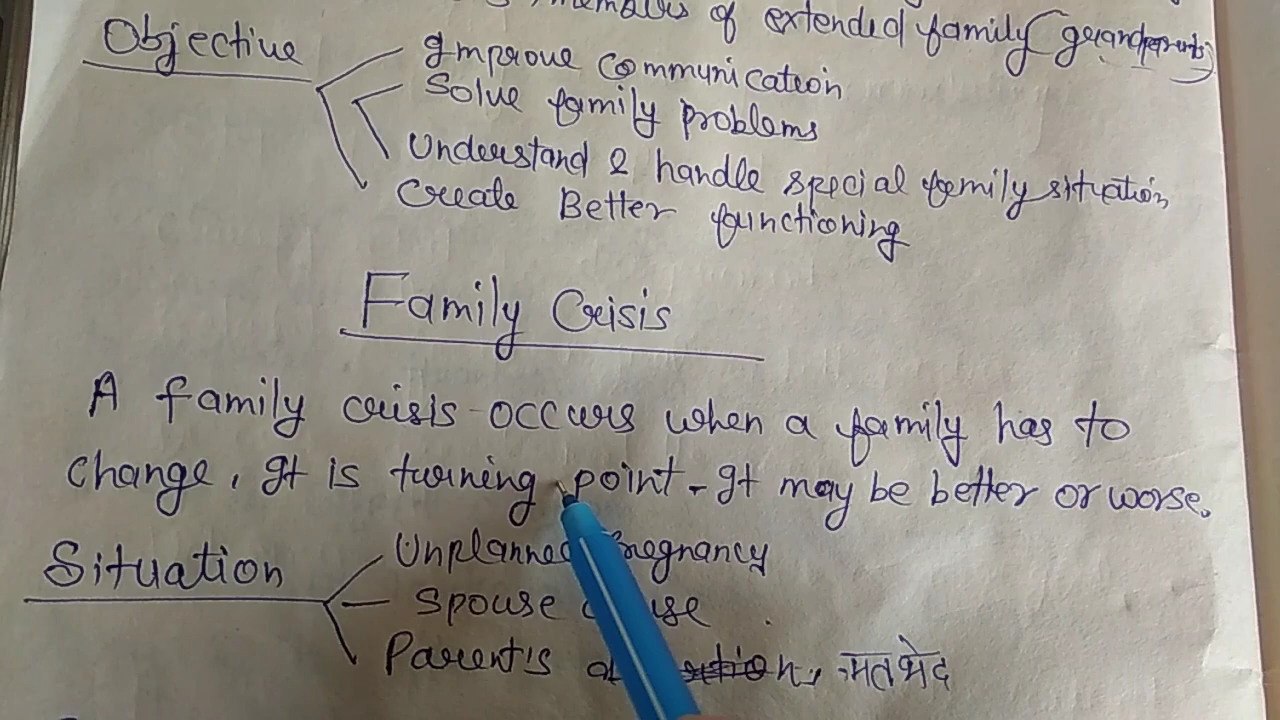 of extended family (grandparents)
Objective
Improve communication
Solve family problems
Understand & handle special family situation
Create Better functioning
Family Crisis
A family crisis occurs when a family has to
change, It is turning point. It may be better or worse.
Situation
Unplanned Pregnancy
Spouse
Parent's मतभेद